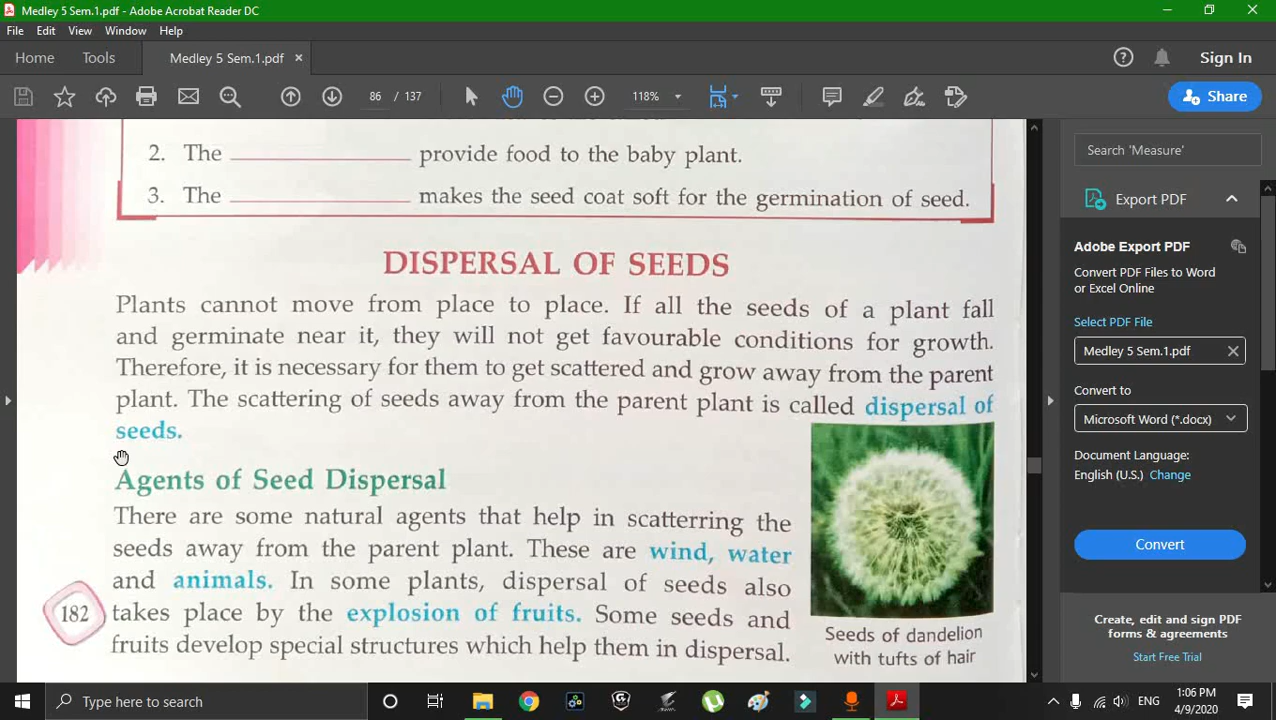 Medley 5 Sem.1.pdf - Adobe Acrobat Reader DC
File Edit View Window Help
Home Tools Medley 5 Sem.1.pdf × Sign In
86 / 137 118% Share
2. The ____________ provide food to the baby plant.
3. The ____________ makes the seed coat soft for the germination of seed.
DISPERSAL OF SEEDS
Plants cannot move from place to place. If all the seeds of a plant fall
and germinate near it, they will not get favourable conditions for growth.
Therefore, it is necessary for them to get scattered and grow away from the parent
plant. The scattering of seeds away from the parent plant is called dispersal of
seeds.
Agents of Seed Dispersal
There are some natural agents that help in scatterring the
seeds away from the parent plant. These are wind, water
and animals. In some plants, dispersal of seeds also
takes place by the explosion of fruits. Some seeds and
fruits develop special structures which help them in dispersal.
182
Seeds of dandelion
with tufts of hair
Search 'Measure'
Export PDF
Adobe Export PDF
Convert PDF Files to Word
or Excel Online
Select PDF File
Medley 5 Sem.1.pdf
Convert to
Microsoft Word (*.docx)
Document Language:
English (U.S.) Change
Convert
Create, edit and sign PDF
forms & agreements
Start Free Trial
Type here to search
ENG
1:06 PM
4/9/2020